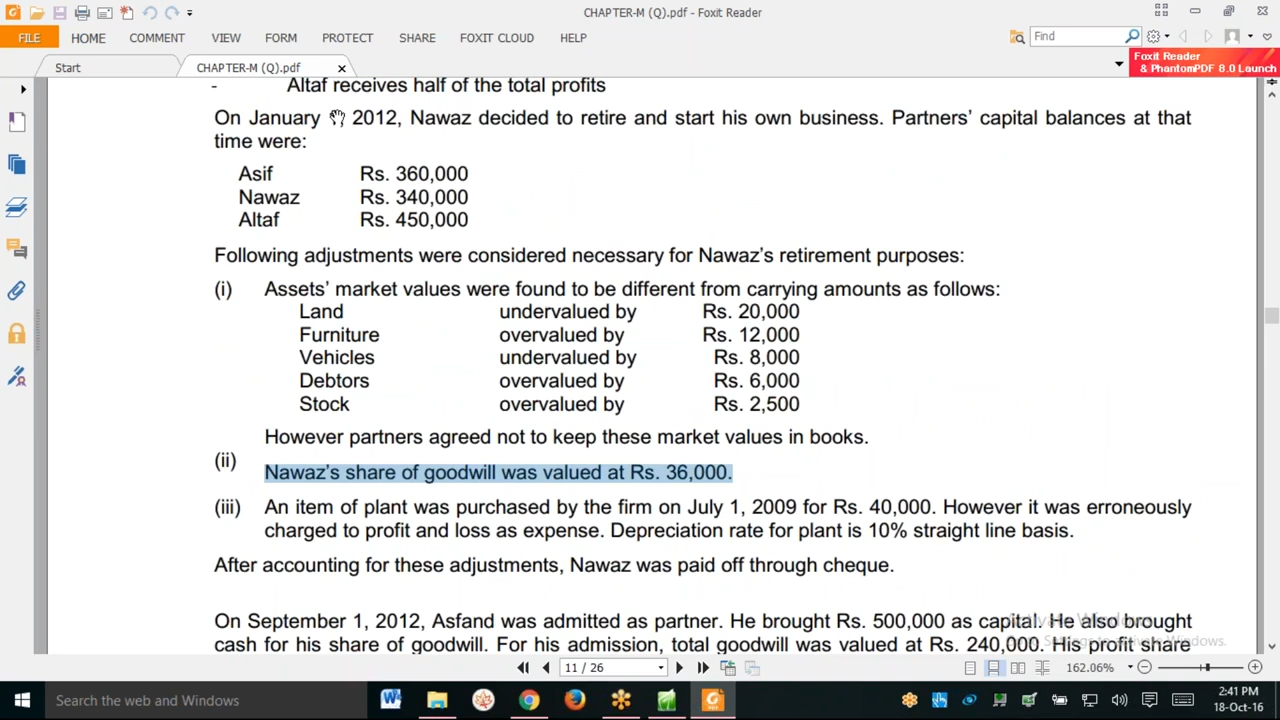 CHAPTER-M (Q).pdf - Foxit Reader
FILE HOME COMMENT VIEW FORM PROTECT SHARE FOXIT CLOUD HELP Find
Start CHAPTER-M (Q).pdf
Foxit Reader
& PhantomPDF 8.0 Launch
- Altaf receives half of the total profits
On January 2012, Nawaz decided to retire and start his own business. Partners' capital balances at that
time were:
Asif Rs. 360,000
Nawaz Rs. 340,000
Altaf Rs. 450,000
Following adjustments were considered necessary for Nawaz's retirement purposes:
(i) Assets' market values were found to be different from carrying amounts as follows:
Land undervalued by Rs. 20,000
Furniture overvalued by Rs. 12,000
Vehicles undervalued by Rs. 8,000
Debtors overvalued by Rs. 6,000
Stock overvalued by Rs. 2,500
However partners agreed not to keep these market values in books.
(ii) Nawaz's share of goodwill was valued at Rs. 36,000.
(iii) An item of plant was purchased by the firm on July 1, 2009 for Rs. 40,000. However it was erroneously
charged to profit and loss as expense. Depreciation rate for plant is 10% straight line basis.
After accounting for these adjustments, Nawaz was paid off through cheque.
On September 1, 2012, Asfand was admitted as partner. He brought Rs. 500,000 as capital. He also brought
cash for his share of goodwill. For his admission, total goodwill was valued at Rs. 240,000. His profit share
Activate Windows
Go to Settings to activate Windows.
11 / 26 162.06%
Search the web and Windows
2:41 PM
18-Oct-16